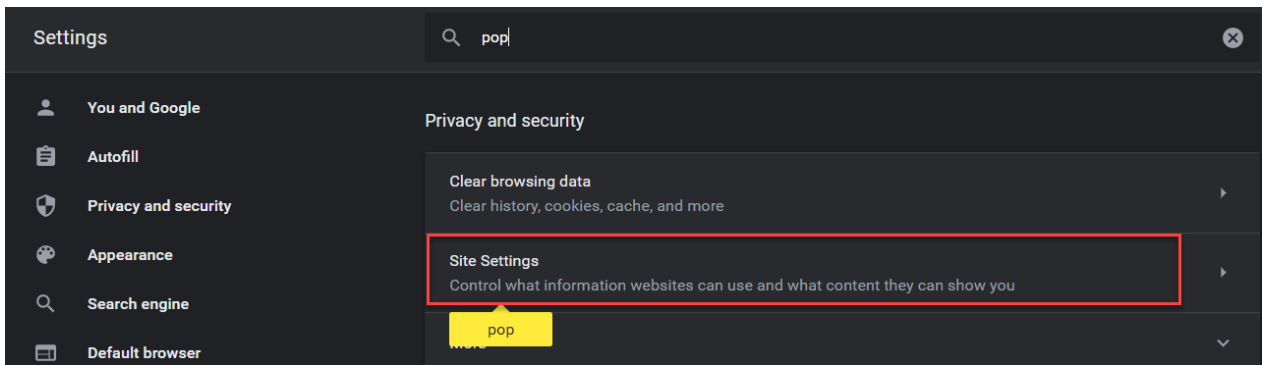 Settings
pop
You and Google
Autofill
Privacy and security
Appearance
Search engine
Default browser
Privacy and security
Clear browsing data
Clear history, cookies, cache, and more
Site Settings
Control what information websites can use and what content they can show you
pop